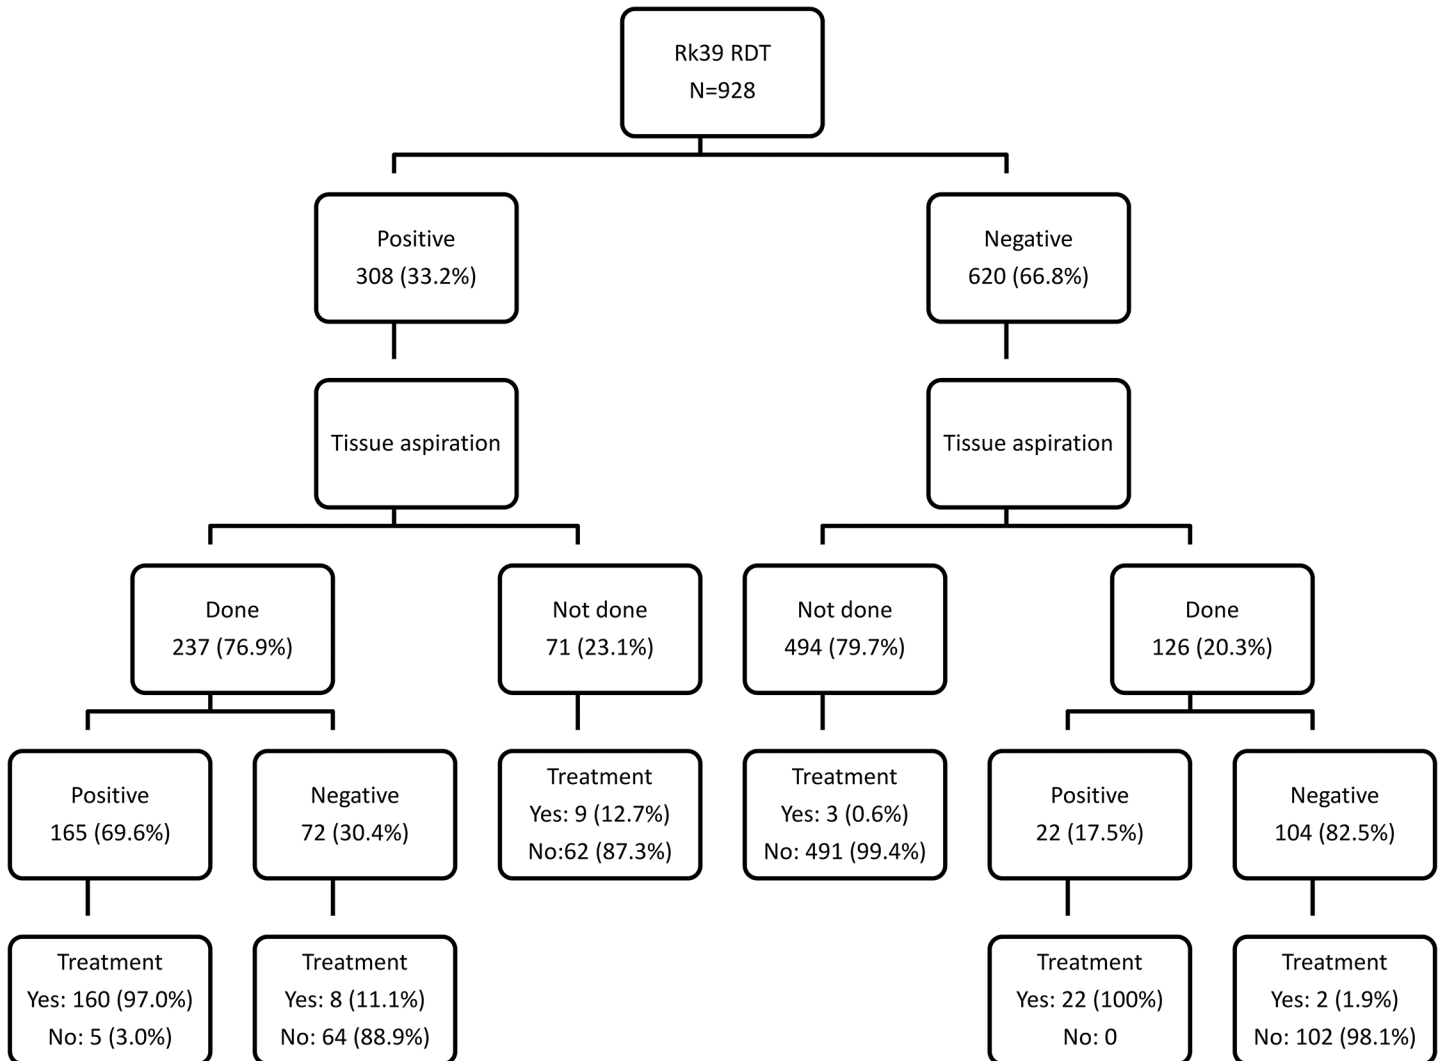 Rk39 RDT
N=928
Positive
308 (33.2%)
Negative
620 (66.8%)
Tissue aspiration
Tissue aspiration
Done
237 (76.9%)
Not done
71 (23.1%)
Not done
494 (79.7%)
Done
126 (20.3%)
Positive
165 (69.6%)
Negative
72 (30.4%)
Treatment
Yes: 9 (12.7%)
No:62 (87.3%)
Treatment
Yes: 3 (0.6%)
No: 491 (99.4%)
Positive
22 (17.5%)
Negative
104 (82.5%)
Treatment
Yes: 160 (97.0%)
No: 5 (3.0%)
Treatment
Yes: 8 (11.1%)
No: 64 (88.9%)
Treatment
Yes: 22 (100%)
No: 0
Treatment
Yes: 2 (1.9%)
No: 102 (98.1%)